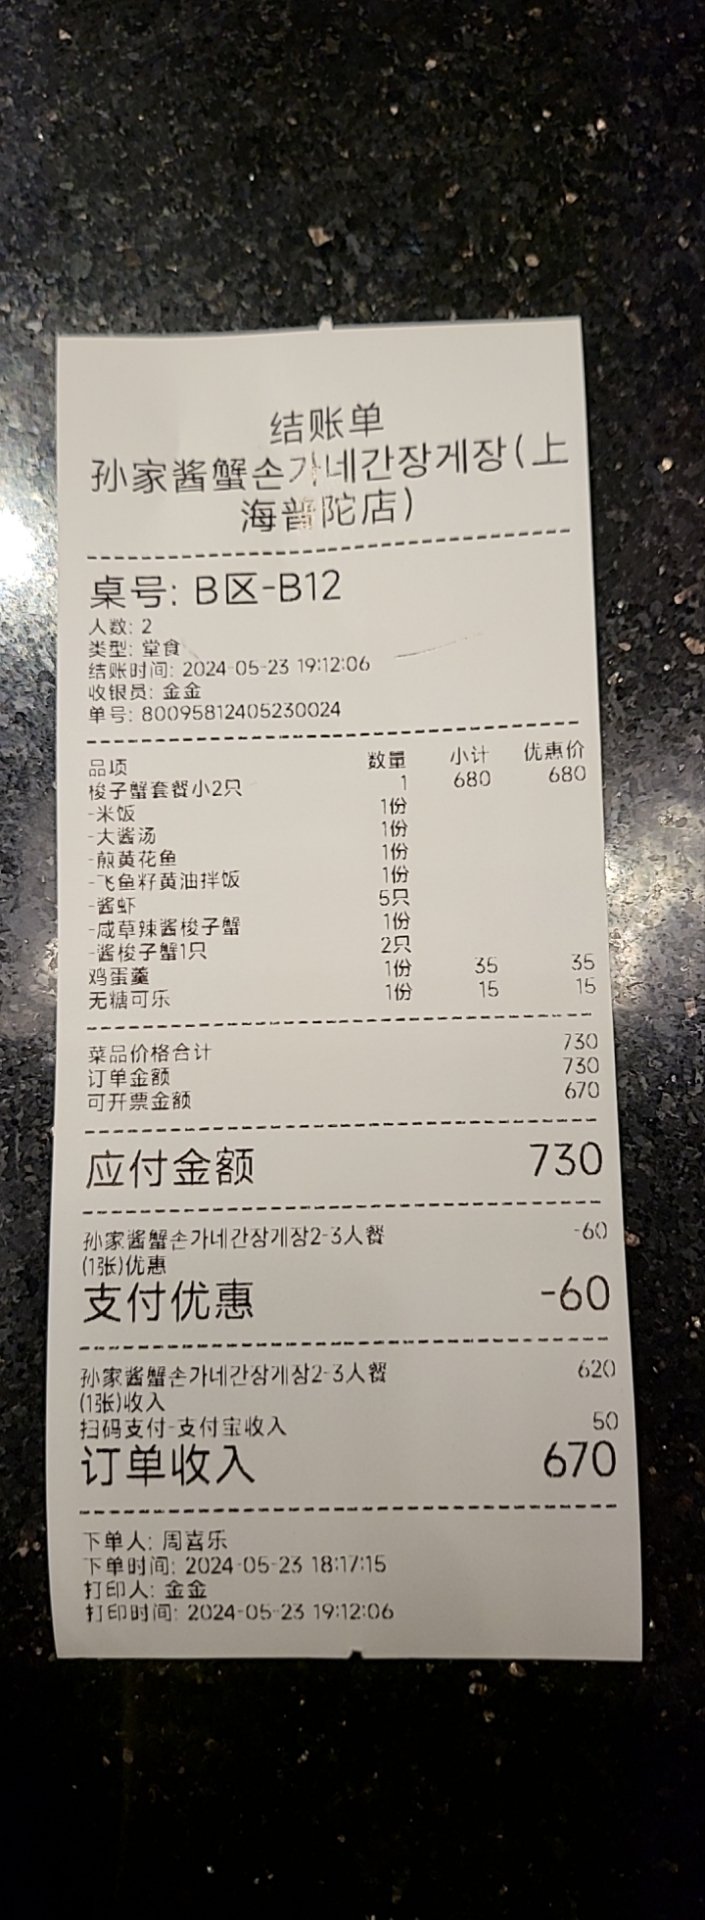 结账单
孙家酱蟹손가네간장게장(上
海普陀店)
桌号: B区-B12
人数: 2
类型: 堂食
结账时间: 2024-05-23 19:12:06
收银员: 金金
单号: 80095812405230024
品项 数量 小计 优惠价
梭子蟹套餐小2只 1 680 680
-米饭 1份
-大酱汤 1份
-煎黄花鱼 1份
-飞鱼籽黄油拌饭 1份
-酱虾 5只
-咸草辣酱梭子蟹 1份
-酱梭子蟹1只 2只
鸡蛋羹 1份 35 35
无糖可乐 1份 15 15
菜品价格合计 730
订单金额 730
可开票金额 670
应付金额 730
孙家酱蟹손가네간장게장2-3人餐 -60
(1张)优惠
支付优惠 -60
孙家酱蟹손가네간장게장2-3人餐 620
(1张)收入
扫码支付-支付宝收入 50
订单收入 670
下单人: 周喜乐
下单时间: 2024-05-23 18:17:15
打印人: 金金
打印时间: 2024-05-23 19:12:06